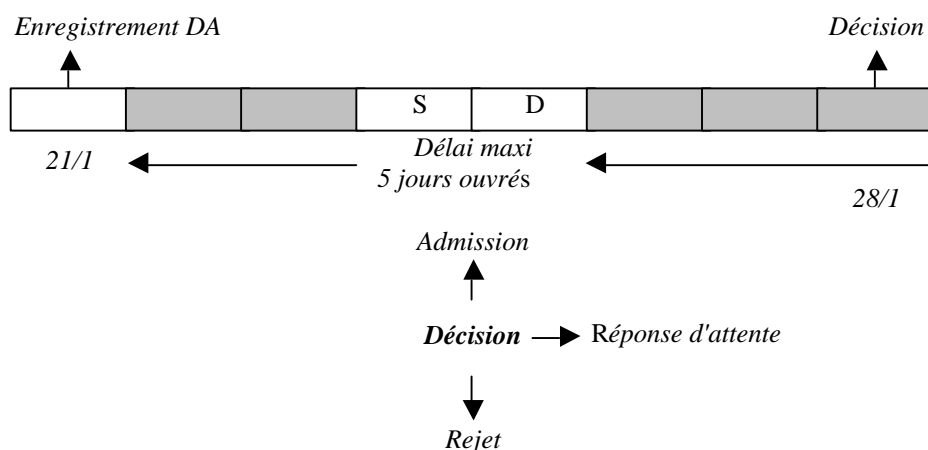 Enregistrement DA
Décision
S
D
21/1
Délai maxi
5 jours ouvrés
28/1
Admission
Décision
Réponse d'attente
Rejet